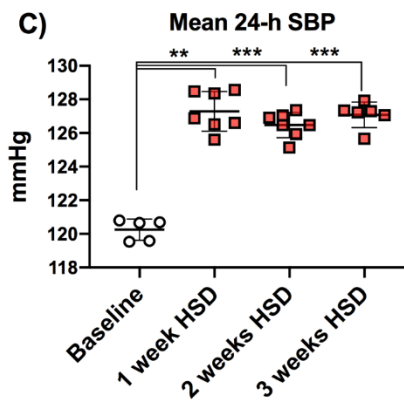 C)
Mean 24-h SBP
**
***
***
mmHg
130
128
126
124
122
120
118
Baseline
1 week HSD
2 weeks HSD
3 weeks HSD